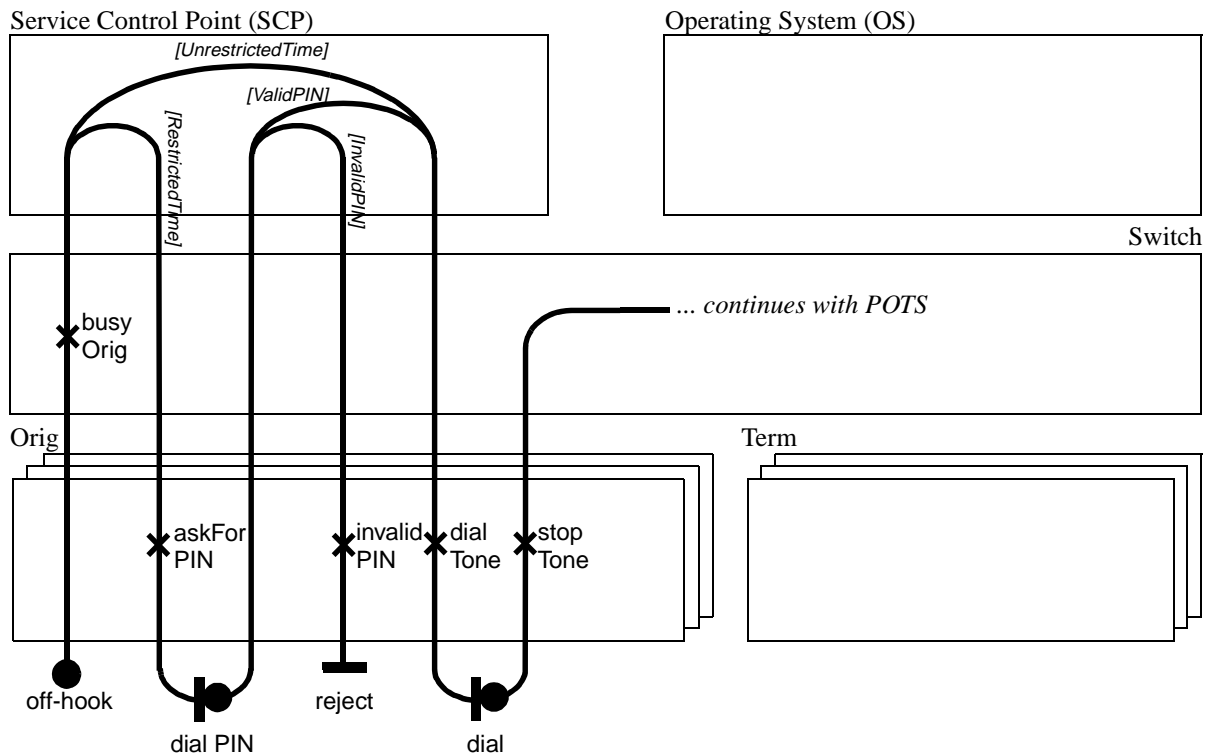 Service Control Point (SCP)
Operating System (OS)
[UnrestrictedTime]
[ValidPIN]
[RestrictedTime]
[InvalidPIN]
Switch
... continues with POTS
busy
Orig
Orig
Term
askFor
PIN
invalid
PIN
dial
Tone
stop
Tone
off-hook
reject
dial PIN
dial